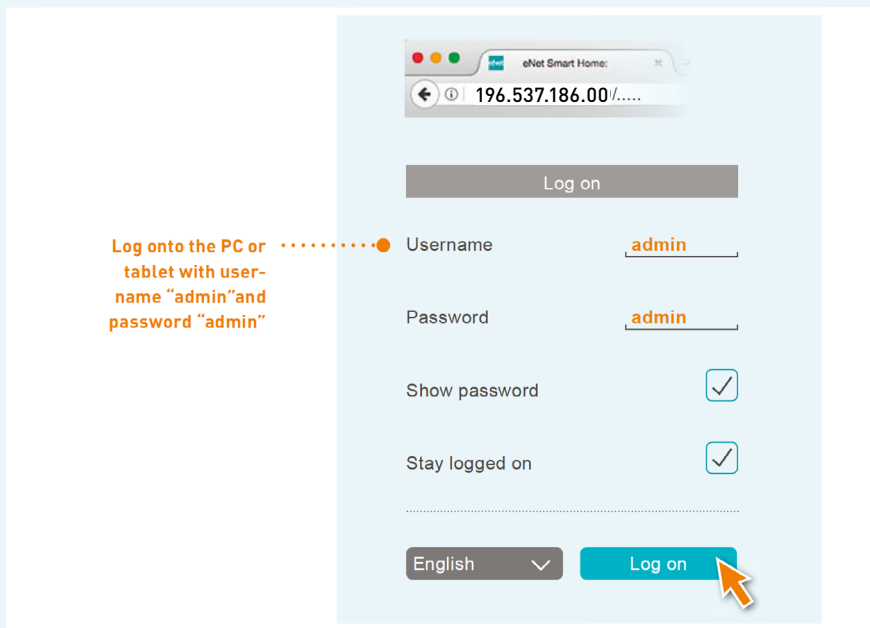 eNet eNet Smart Home:
196.537.186.00/.....
Log on
Log onto the PC or
tablet with user-
name “admin”and
password “admin”
Username admin
Password admin
Show password
Stay logged on
English Log on